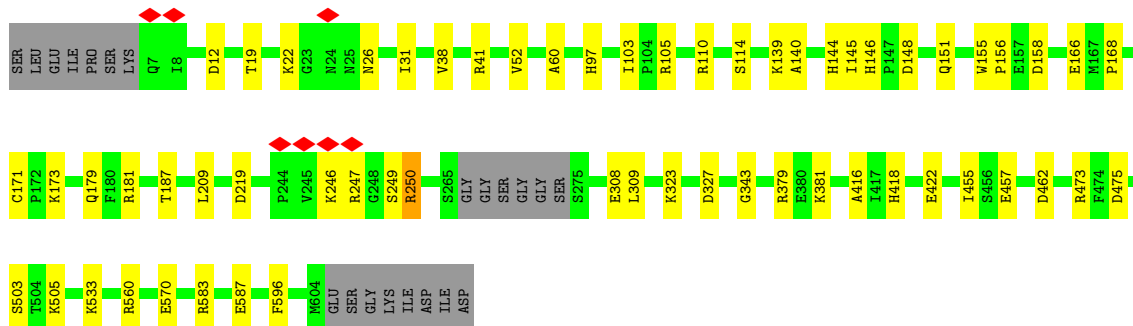 SER LEU GLU ILE PRO SER LYS Q7 I8 D12 T19 K22 G23 N24 N25 N26 I31 V38 R41 V52 A60 H97 I103 P104 R105 R110 S114 K139 A140 H144 I145 H146 P147 D148 Q151 W155 P156 E157 D158 E166 M167 P168
C171 P172 K173 Q179 F180 R181 T187 L209 D219 P244 V245 K246 R247 G248 S249 R250 S265 GLY GLY SER GLY GLY SER S275 E308 L309 K323 D327 G343 R379 E380 K381 A416 I417 H418 E422 I455 S456 E457 D462 R473 F474 D475
S503 T504 K505 K533 R560 E570 R583 E587 F596 M604 GLU SER GLY LYS ILE ASP ILE ASP